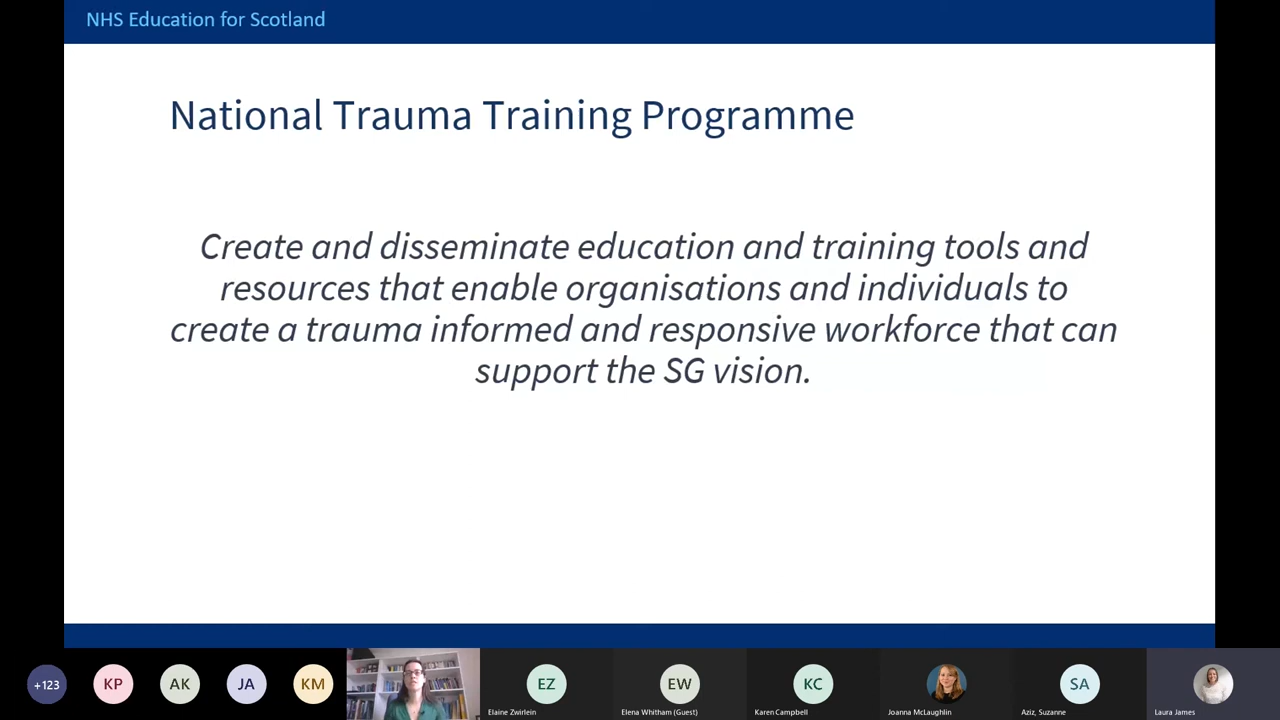 NHS Education for Scotland
National Trauma Training Programme
Create and disseminate education and training tools and
resources that enable organisations and individuals to
create a trauma informed and responsive workforce that can
support the SG vision.
+123
KP
AK
JA
KM
EZ
EW
KC
SA
Elaine Zwirlein
Elena Whitham (Guest)
Karen Campbell
Joanna McLaughlin
Aziz, Suzanne
Laura James